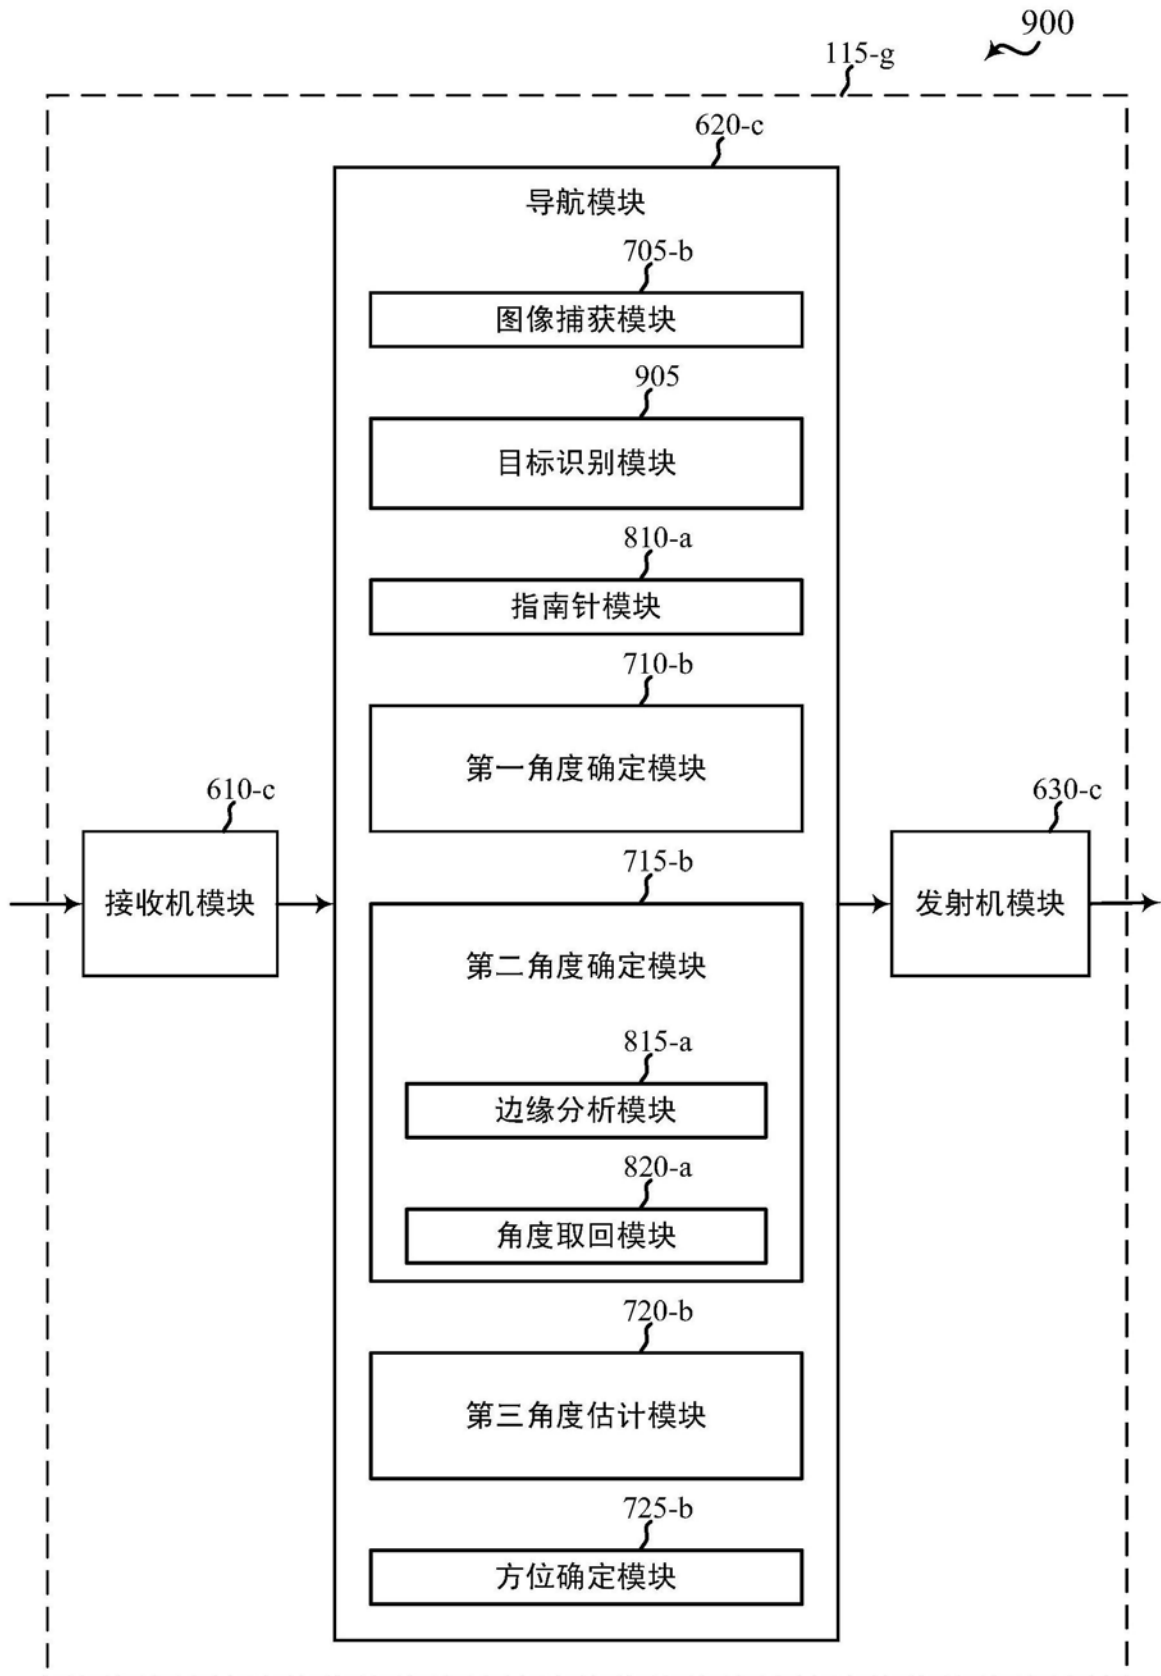 900
115-g
620-c
导航模块
705-b
图像捕获模块
905
目标识别模块
810-a
指南针模块
710-b
第一角度确定模块
610-c
接收机模块
630-c
发射机模块
715-b
第二角度确定模块
815-a
边缘分析模块
820-a
角度取回模块
720-b
第三角度估计模块
725-b
方位确定模块